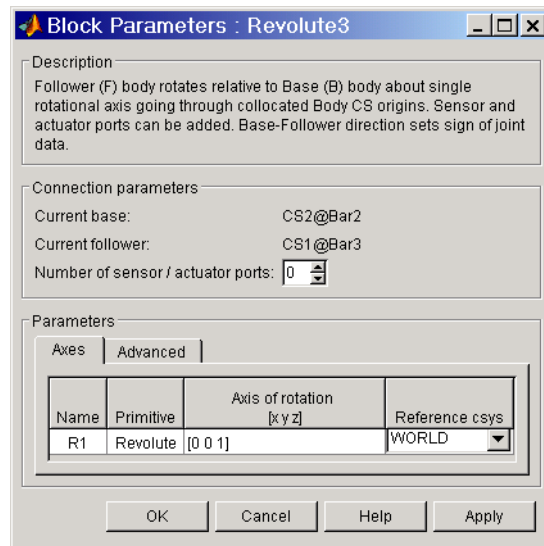 Block Parameters : Revolute3
Description
Follower (F) body rotates relative to Base (B) body about single
rotational axis going through collocated Body CS origins. Sensor and
actuator ports can be added. Base-Follower direction sets sign of joint
data.
Connection parameters
Current base: CS2@Bar2
Current follower: CS1@Bar3
Number of sensor / actuator ports: 0
Parameters
Axes Advanced
Name Primitive Axis of rotation [x y z] Reference csys
R1 Revolute [0 0 1] WORLD
OK Cancel Help Apply